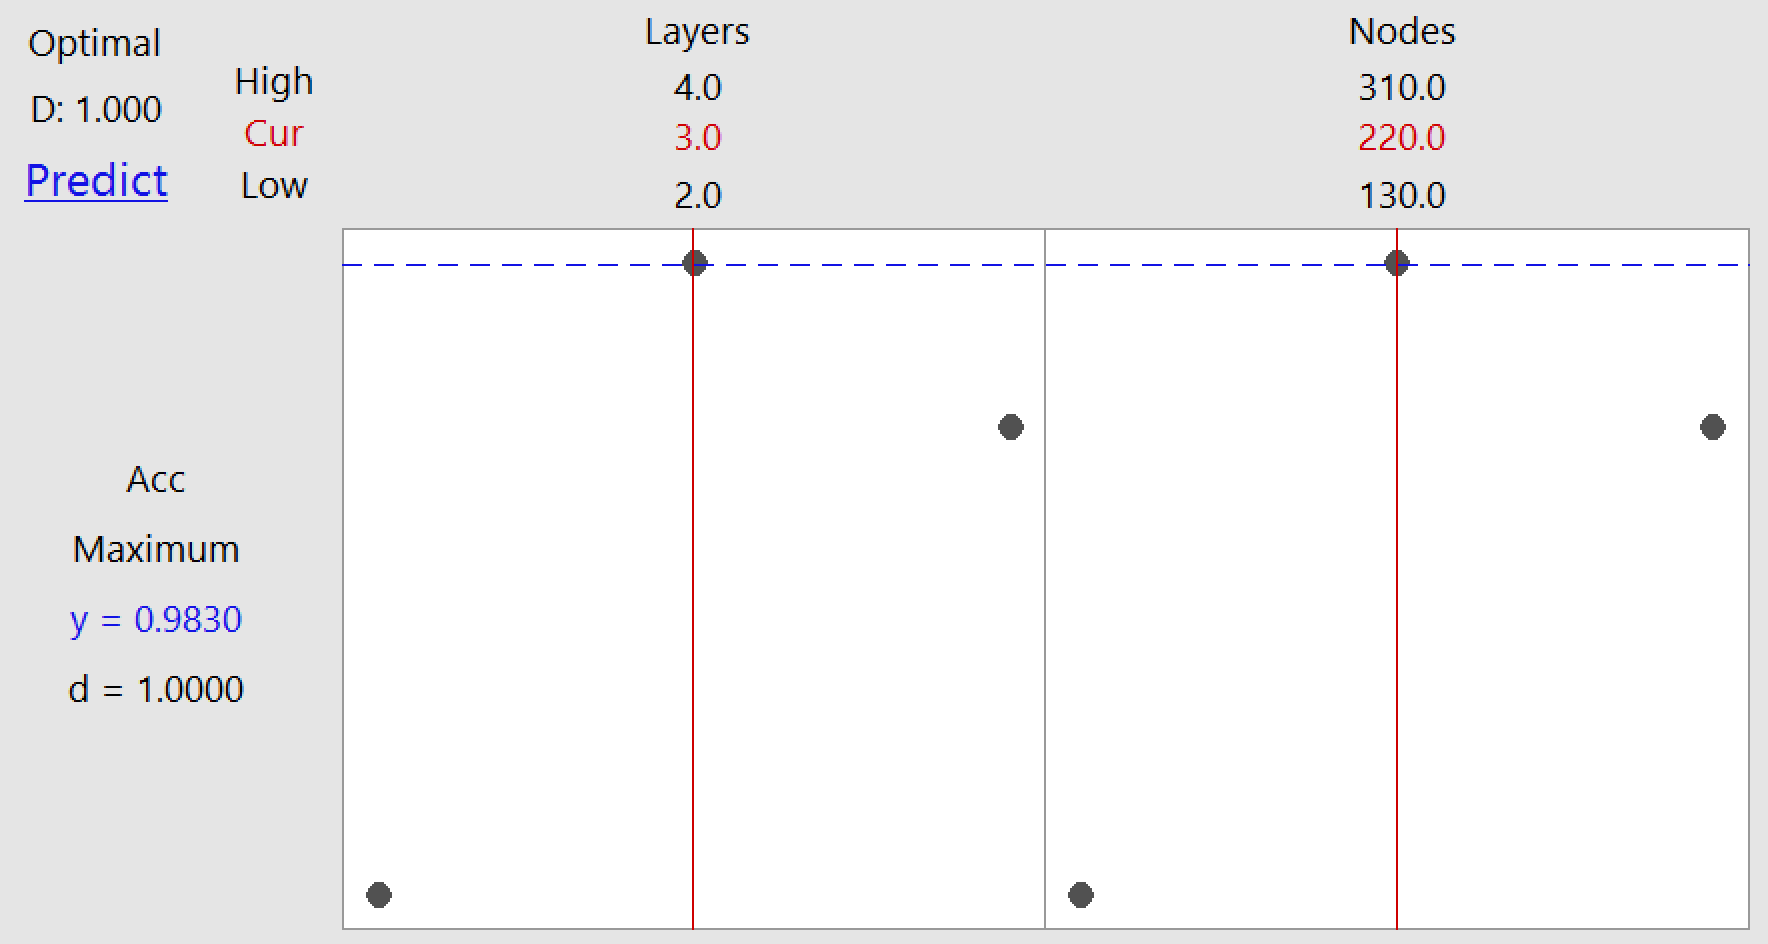 Optimal
D: 1.000
Predict
High
Cur
Low
Layers
4.0
3.0
2.0
Nodes
310.0
220.0
130.0
Acc
Maximum
y = 0.9830
d = 1.0000